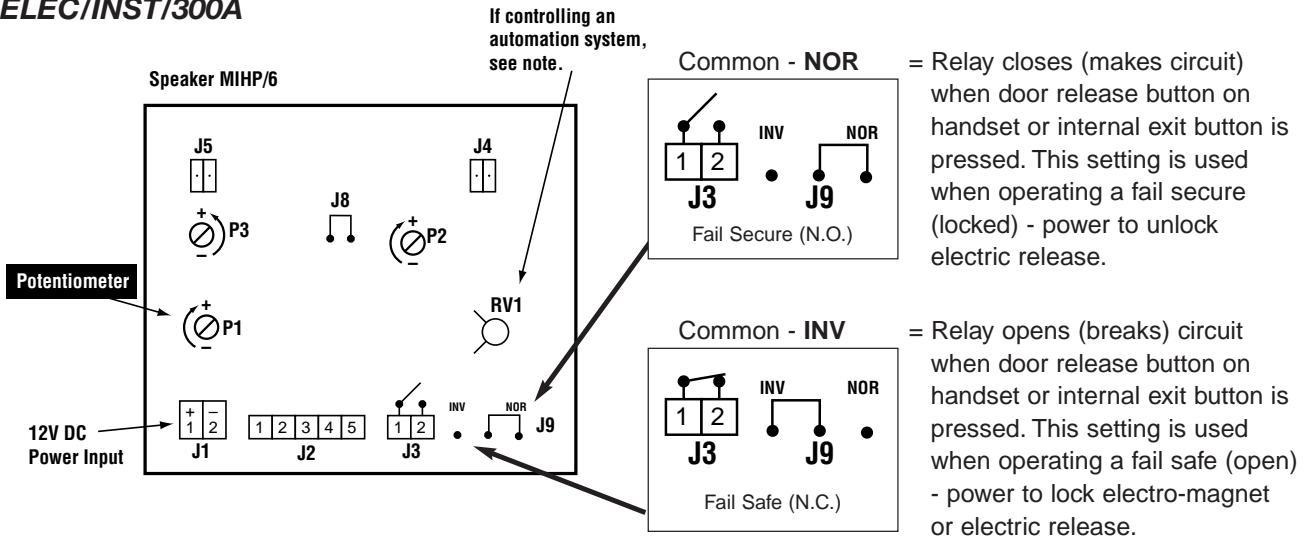 ELEC/INST/300A
If controlling an
automation system,
see note.
Speaker MIHP/6
J5
J4
J8
+
P3
–
+
P2
–
Potentiometer
+
P1
–
RV1
12V DC
Power Input
+ –
1 2
J1
1 2 3 4 5
J2
1 2
J3
INV
NOR
J9
Common - NOR
INV
NOR
1 2
J3
J9
Fail Secure (N.O.)
= Relay closes (makes circuit)
when door release button on
handset or internal exit button is
pressed. This setting is used
when operating a fail secure
(locked) - power to unlock
electric release.
Common - INV
INV
NOR
1 2
J3
J9
Fail Safe (N.C.)
= Relay opens (breaks) circuit
when door release button on
handset or internal exit button is
pressed. This setting is used
when operating a fail safe (open)
- power to lock electro-magnet
or electric release.